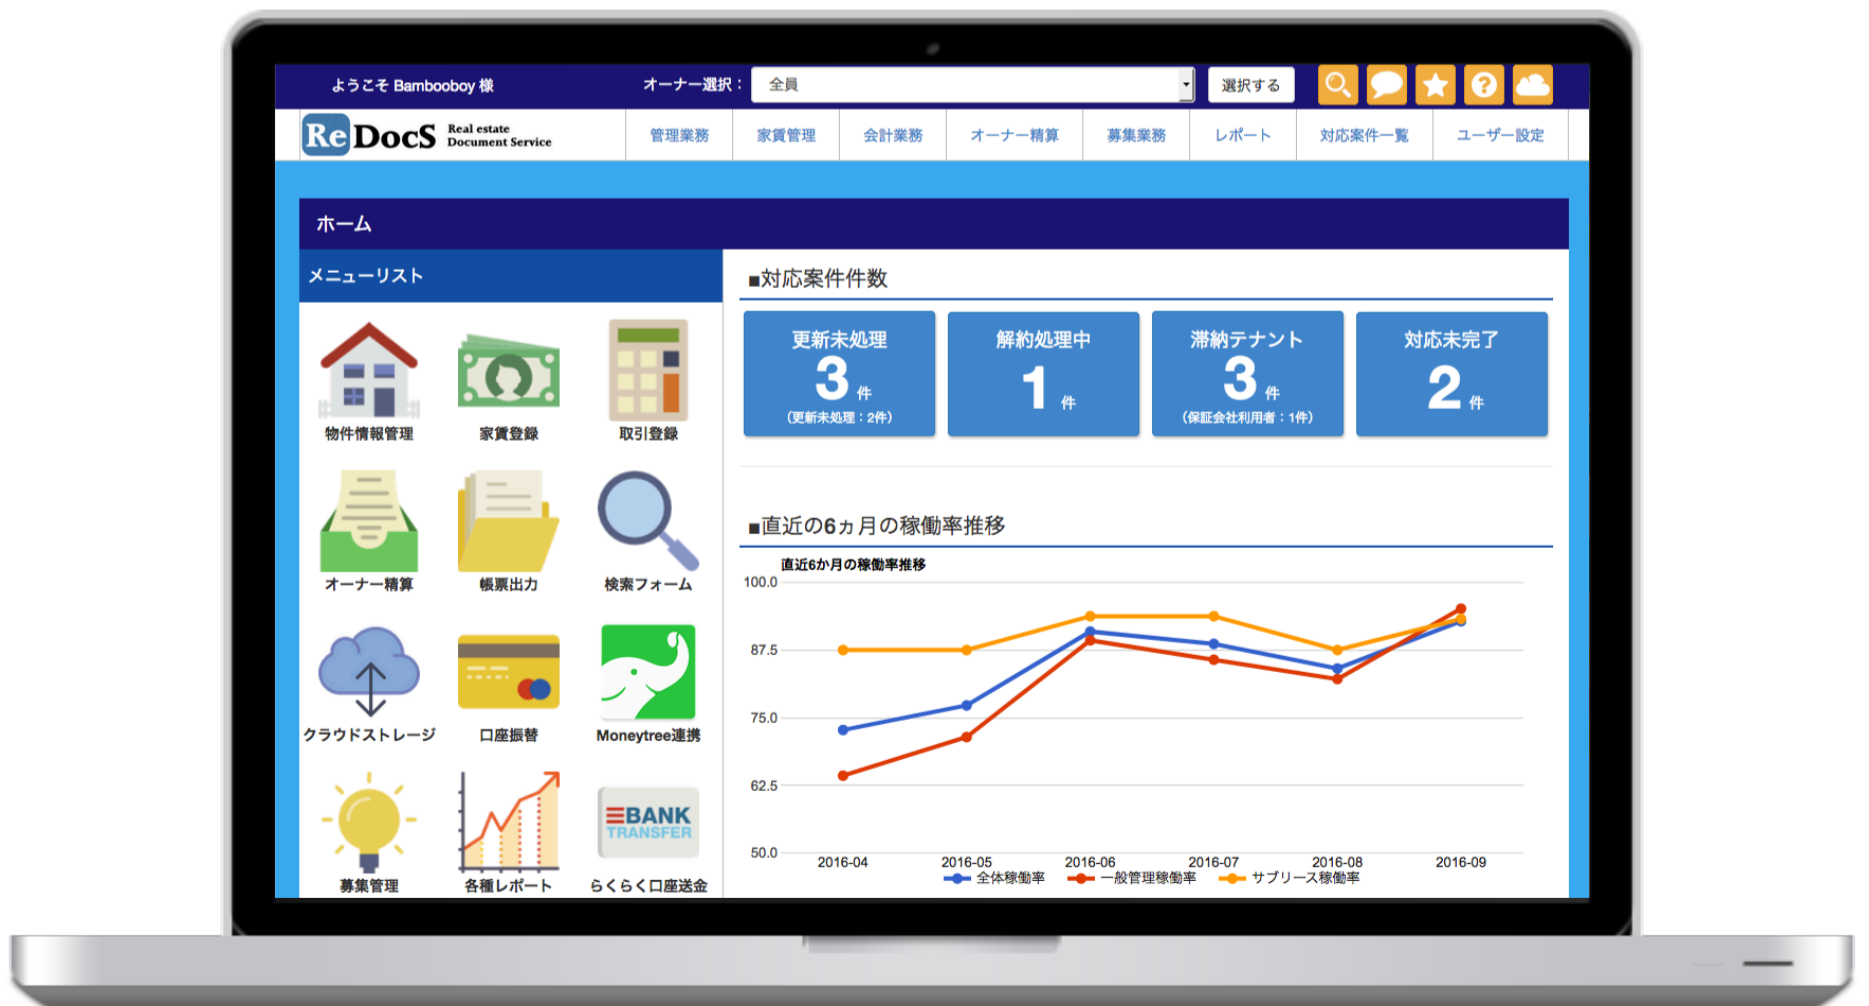 ようこそ Bambooboy 様
オーナー選択：
全員
選択する
Re DocS Real estate
Document Service
管理業務
家賃管理
会計業務
オーナー精算
募集業務
レポート
対応案件一覧
ユーザー設定
ホーム
メニューリスト
物件情報管理
家賃登録
取引登録
オーナー精算
帳票出力
検索フォーム
クラウドストレージ
口座振替
Moneytree連携
募集管理
各種レポート
BANK
TRANSFER
らくらく口座送金
■対応案件件数
更新未処理
3 件
（更新未処理：2件）
解約処理中
1 件
滞納テナント
3 件
（保証会社利用者：1件）
対応未完了
2 件
■直近の6ヵ月の稼働率推移
直近6か月の稼働率推移
100.0
87.5
75.0
62.5
50.0
2016-04
2016-05
2016-06
2016-07
2016-08
2016-09
全体稼働率
一般管理稼働率
サブリース稼働率